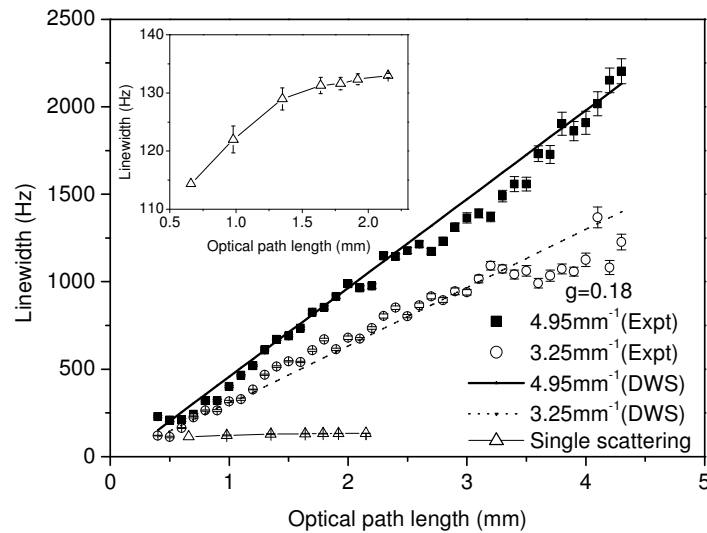 2500
2000
1500
1000
500
0
Linewidth (Hz)
0
1
2
3
4
5
Optical path length (mm)
140
130
120
110
Linewidth (Hz)
0.5
1.0
1.5
2.0
Optical path length (mm)
g=0.18
4.95mm⁻¹(Expt)
3.25mm⁻¹(Expt)
4.95mm⁻¹(DWS)
3.25mm⁻¹(DWS)
Single scattering